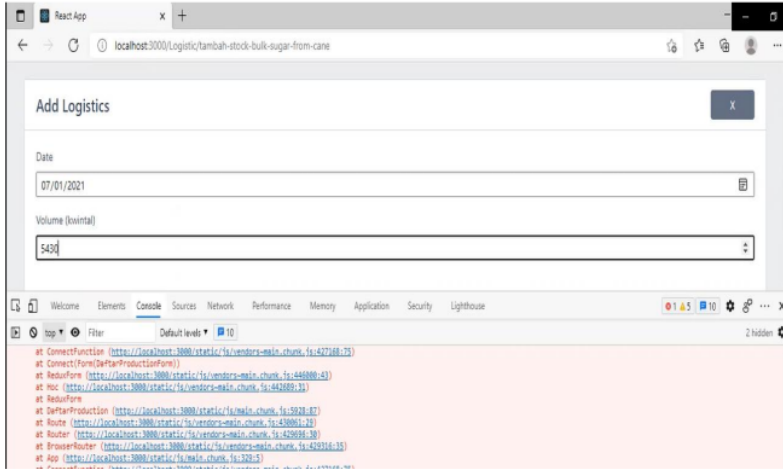 React App
localhost:3000/Logistic/tambah-stock-bulk-sugar-from-cane
Add Logistics
X
Date
07/01/2021
Volume (kwintal)
5430
Welcome Elements Console Sources Network Performance Memory Application Security Lighthouse 1 5 10
top Filter Default levels 10 2 hidden
at ConnectFunction (http://localhost:3000/static/js/vendors~main.chunk.js:427168:75)
at Connect(Form(DaftarProductionForm))
at ReduxForm (http://localhost:3000/static/js/vendors~main.chunk.js:446000:43)
at Hoc (http://localhost:3000/static/js/vendors~main.chunk.js:442689:31)
at ReduxForm
at DaftarProduction (http://localhost:3000/static/js/main.chunk.js:5928:87)
at Route (http://localhost:3000/static/js/vendors~main.chunk.js:430061:29)
at Router (http://localhost:3000/static/js/vendors~main.chunk.js:429696:30)
at BrowserRouter (http://localhost:3000/static/js/vendors~main.chunk.js:429316:35)
at App (http://localhost:3000/static/js/main.chunk.js:329:5)